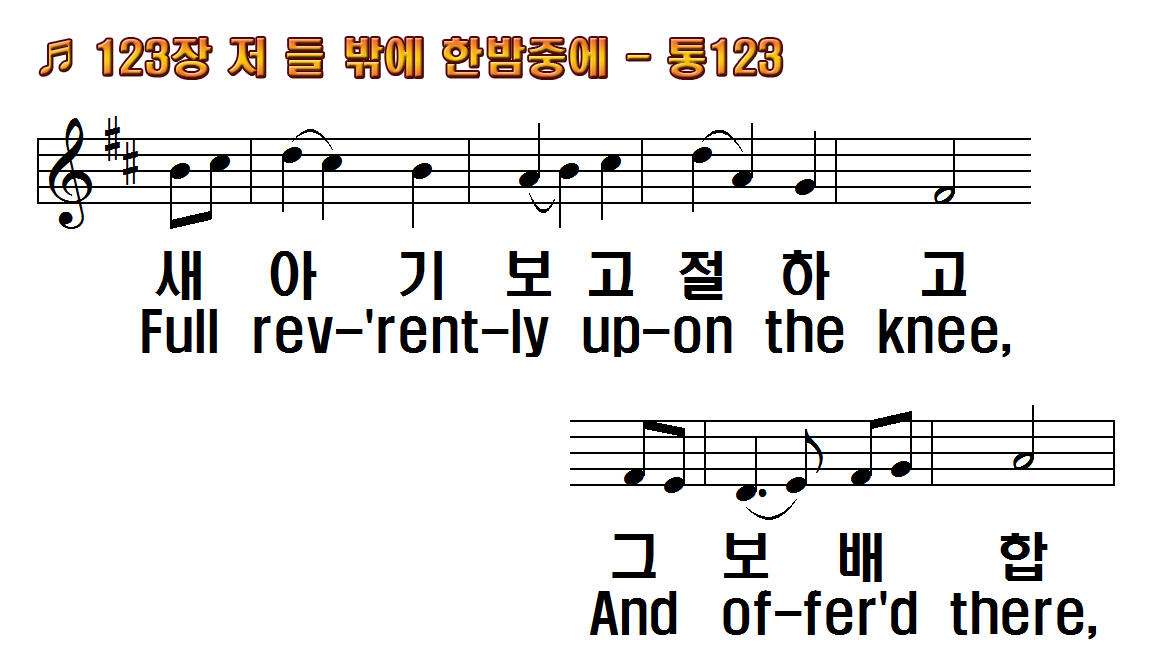 ♬ 123장 저 들 밖에 한밤중에 - 통123
새 아 기 보 고 절 하 고
Full rev-'rent-ly up-on the knee,
그 보 배 합
And of-fer'd there,